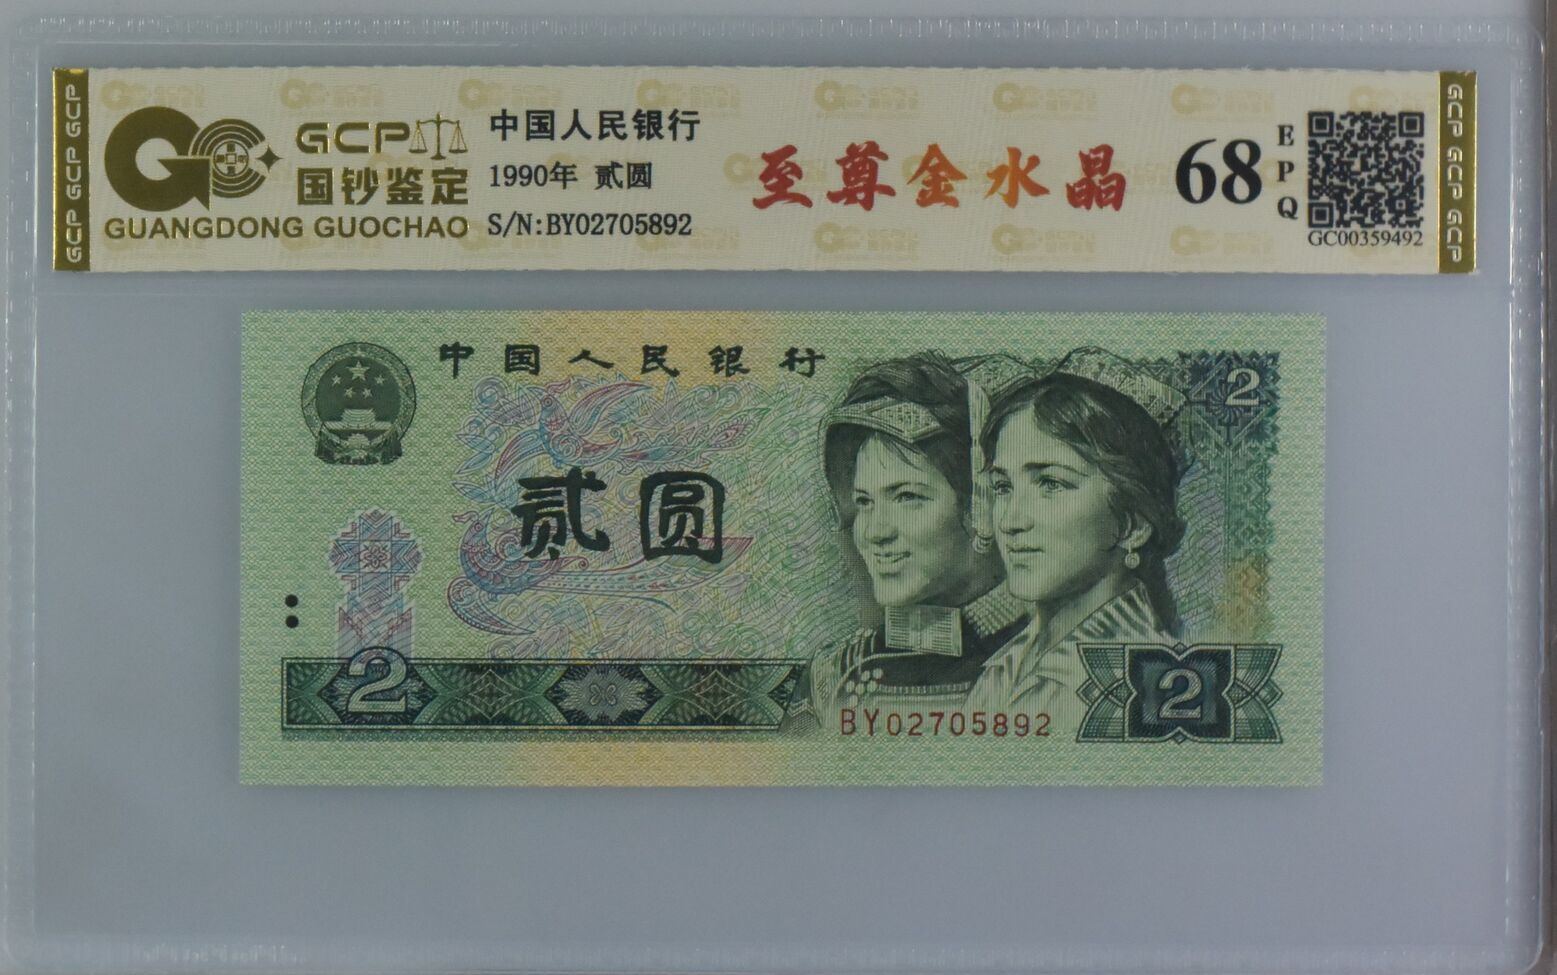 GCP GCP GCP
GCP
国钞鉴定
GUANGDONG GUOCHAO
中国人民银行
1990年 贰圆
S/N:BY02705892
至尊金水晶
68
EPQ
GC00359492
GCP GCP GCP
中国人民银行
2
贰圆
2
BY02705892
2